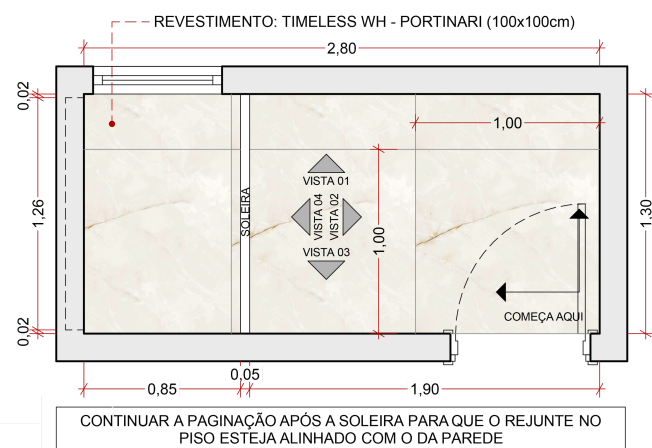 REVESTIMENTO: TIMELESS WH - PORTINARI (100x100cm)
2,80
0,02
1,00
1,26
1,30
SOLEIRA
VISTA 01
VISTA 04
VISTA 02
VISTA 03
1,00
COMEÇA AQUI
0,02
0,05
0,85
1,90
CONTINUAR A PAGINAÇÃO APÓS A SOLEIRA PARA QUE O REJUNTE NO
PISO ESTEJA ALINHADO COM O DA PAREDE